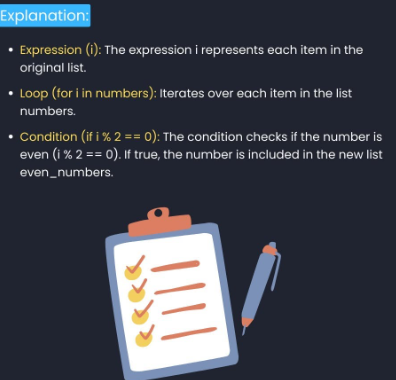 Explanation:
• Expression (i): The expression i represents each item in the
original list.
• Loop (for i in numbers): Iterates over each item in the list
numbers.
• Condition (if i % 2 == 0): The condition checks if the number is
even (i % 2 == 0). If true, the number is included in the new list
even_numbers.